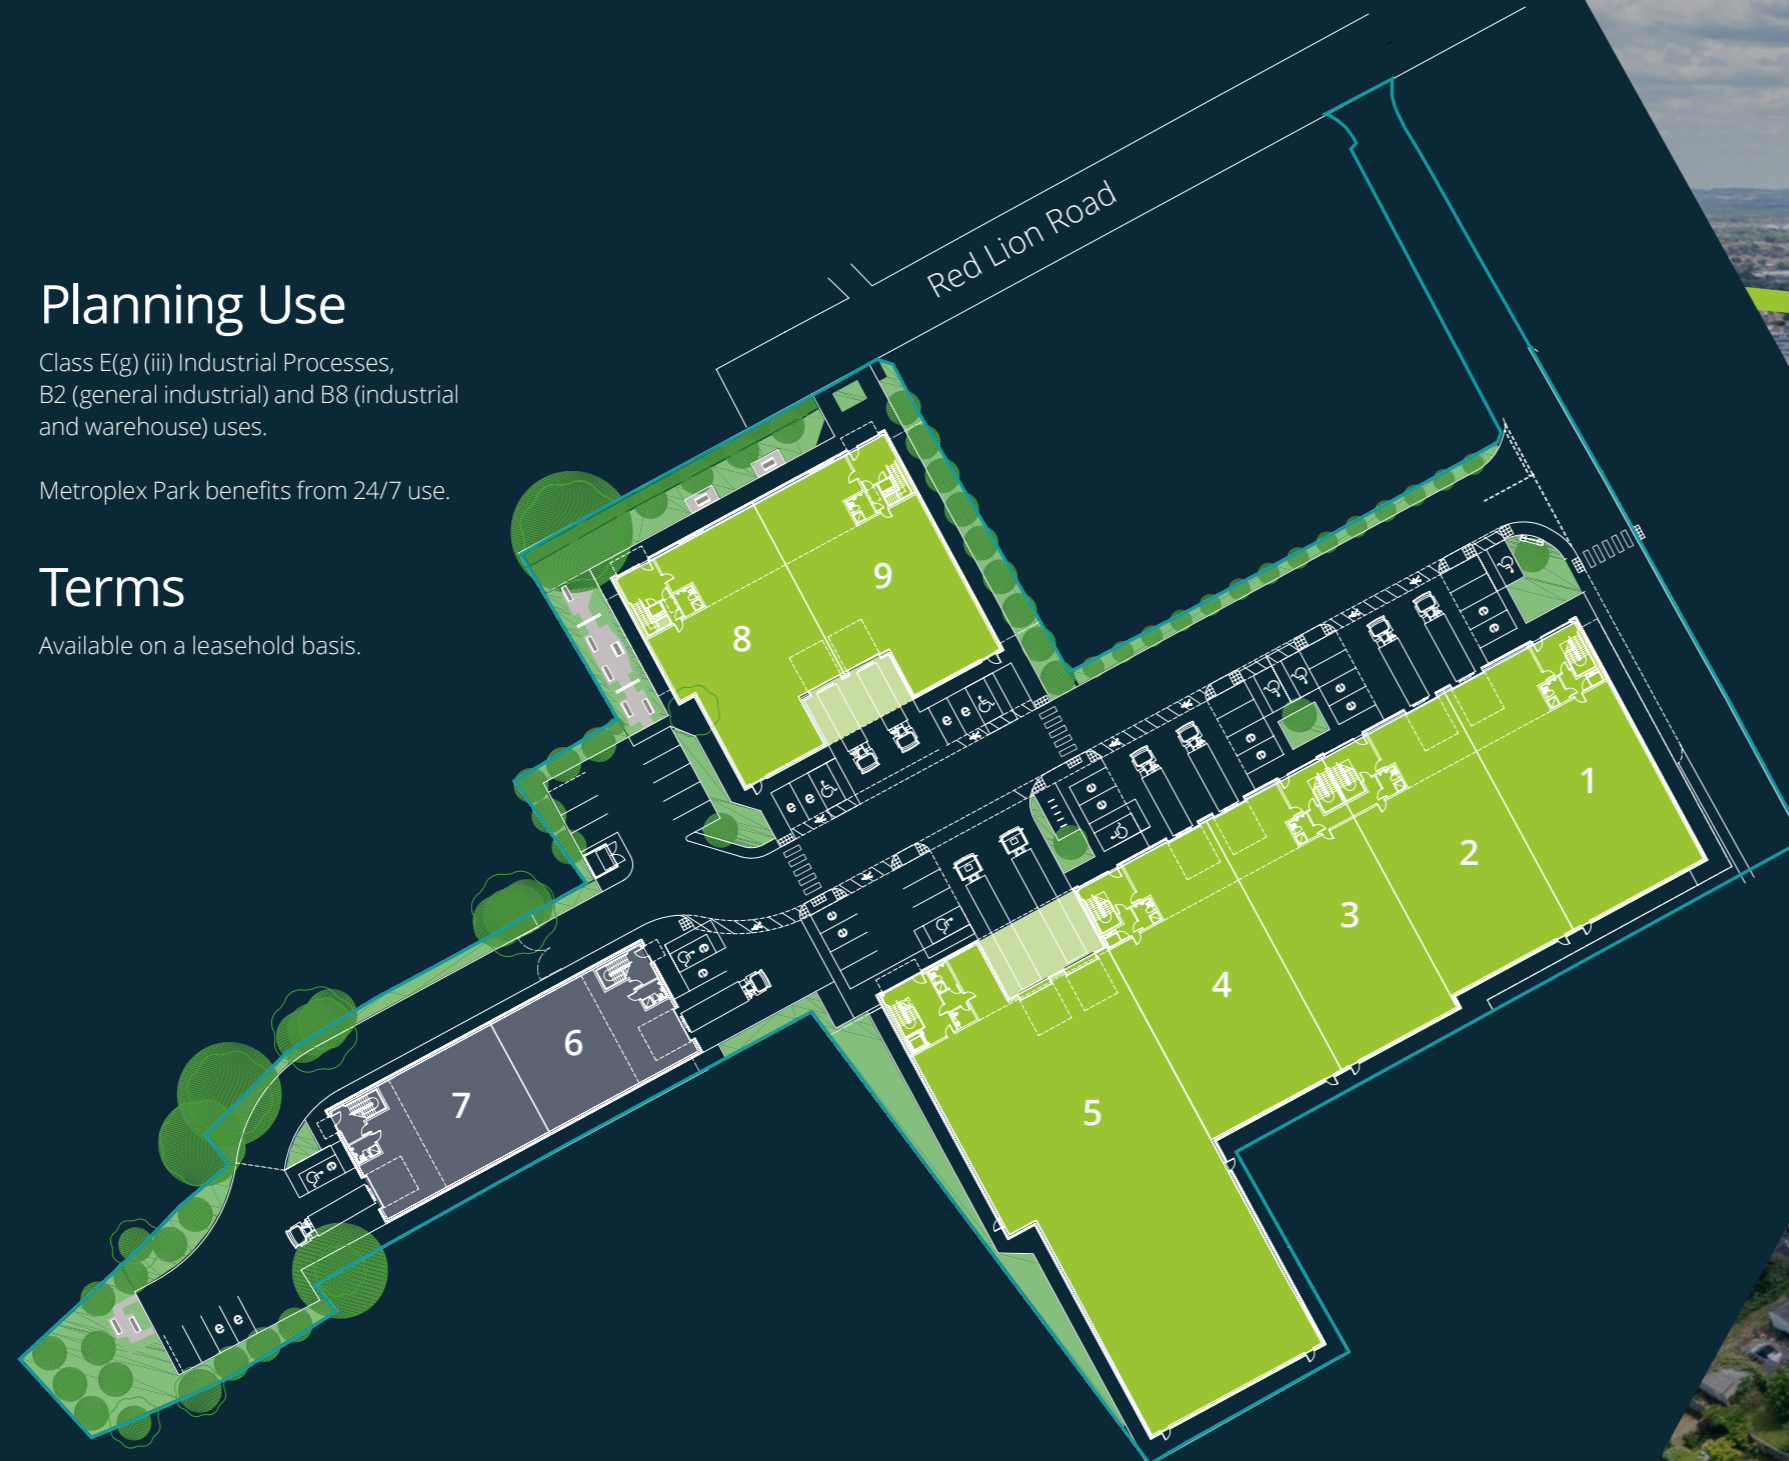 Planning Use
Class E(g) (iii) Industrial Processes,
B2 (general industrial) and B8 (industrial
and warehouse) uses.
Metroplex Park benefits from 24/7 use.
Terms
Available on a leasehold basis.
Red Lion Road
9
8
1
2
3
4
5
6
7
e e
e e
e
e
e
e
e
e
e
e
e
e
e
e
e
e e